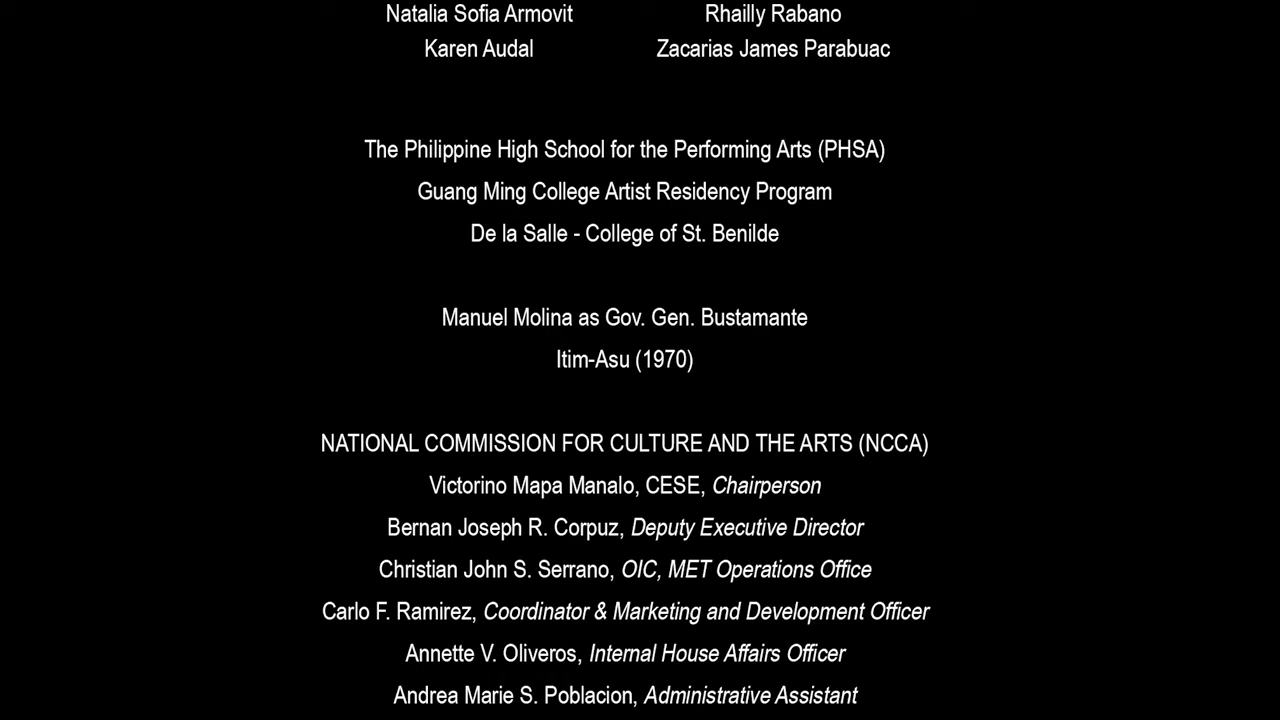 Natalia Sofia Armovit Rhailly Rabano
Karen Audal Zacarias James Parabuac
The Philippine High School for the Performing Arts (PHSA)
Guang Ming College Artist Residency Program
De la Salle - College of St. Benilde
Manuel Molina as Gov. Gen. Bustamante
Itim-Asu (1970)
NATIONAL COMMISSION FOR CULTURE AND THE ARTS (NCCA)
Victorino Mapa Manalo, CESE, Chairperson
Bernan Joseph R. Corpuz, Deputy Executive Director
Christian John S. Serrano, OIC, MET Operations Office
Carlo F. Ramirez, Coordinator & Marketing and Development Officer
Annette V. Oliveros, Internal House Affairs Officer
Andrea Marie S. Poblacion, Administrative Assistant